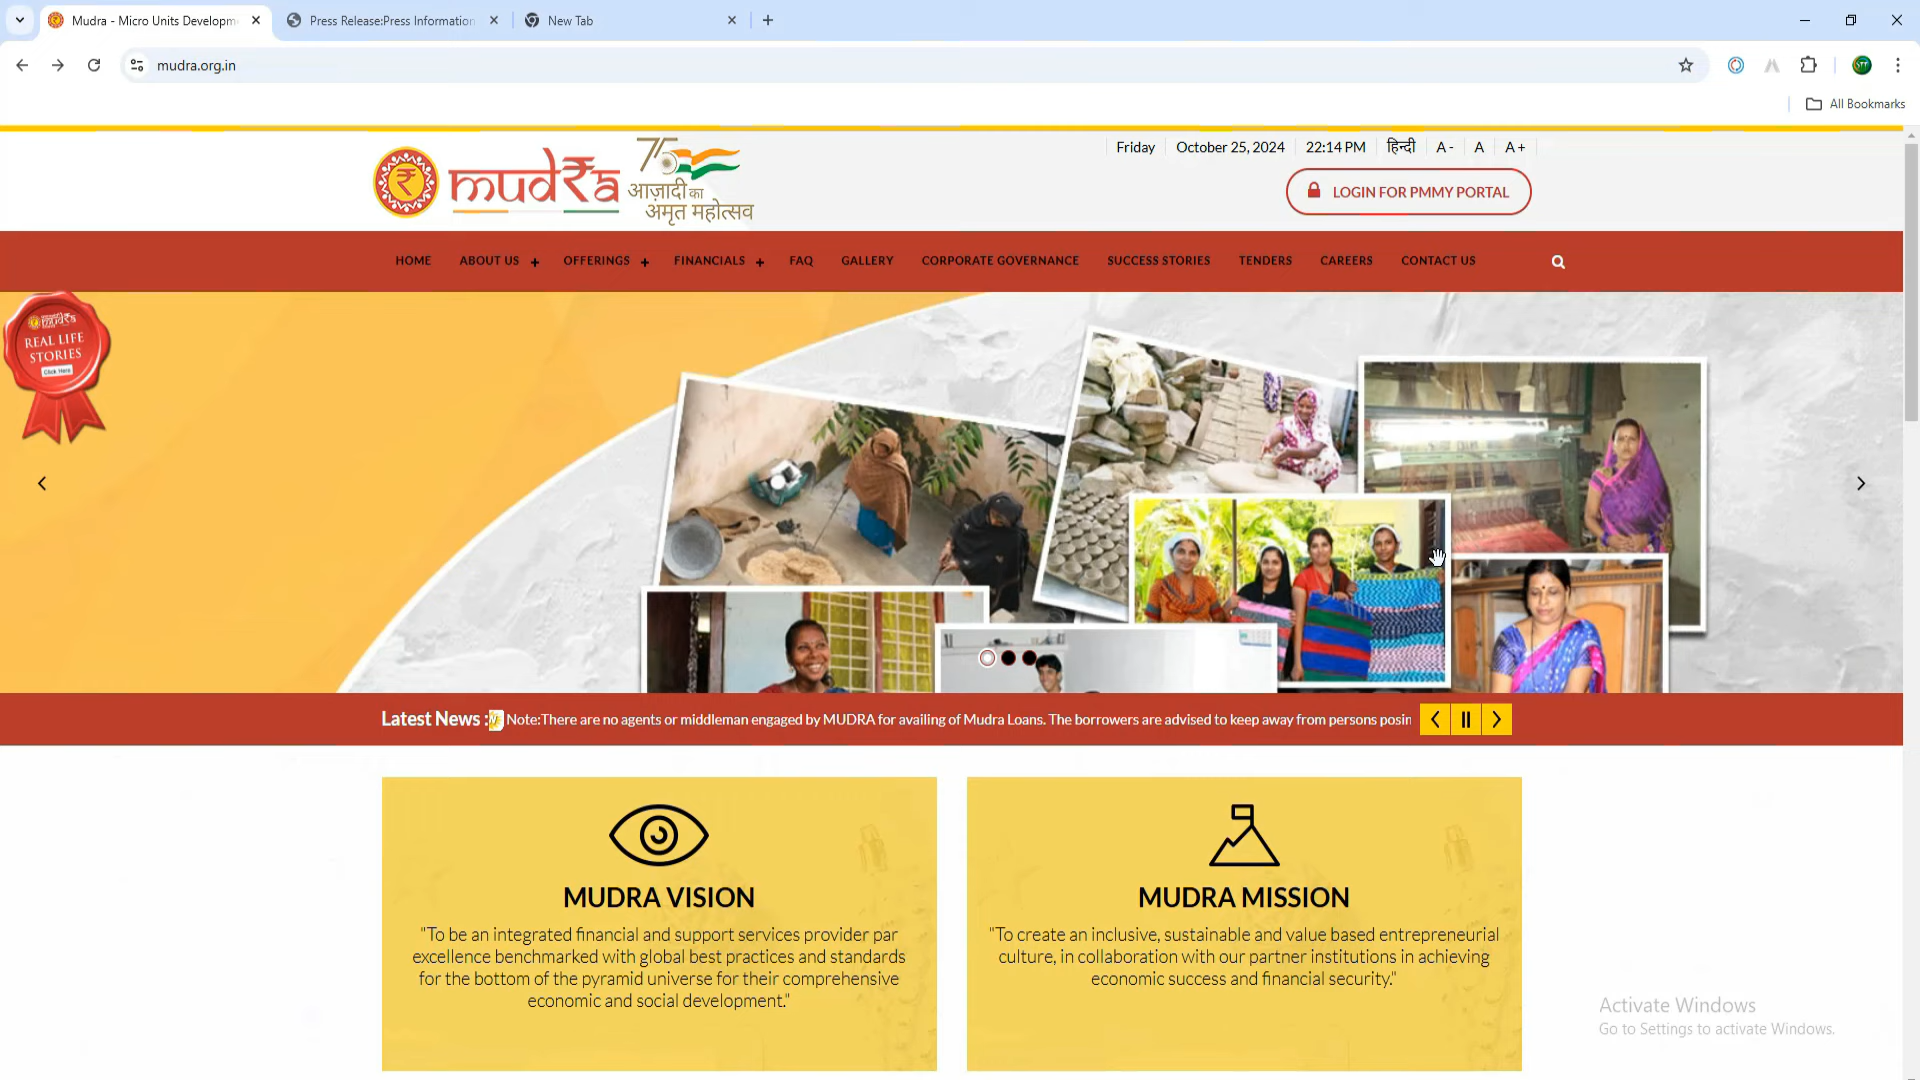 Mudra - Micro Units Developm
Press Release:Press Information
New Tab
mudra.org.in
All Bookmarks
mudra
75
आज़ादी का
अमृत महोत्सव
Friday October 25, 2024 22:14 PM हिन्दी A - A A +
LOGIN FOR PMMY PORTAL
HOME ABOUT US + OFFERINGS + FINANCIALS + FAQ GALLERY CORPORATE GOVERNANCE SUCCESS STORIES TENDERS CAREERS CONTACT US
mudra
REAL LIFE
STORIES
Click Here
Latest News : Note:There are no agents or middleman engaged by MUDRA for availing of Mudra Loans. The borrowers are advised to keep away from persons posin
MUDRA VISION
"To be an integrated financial and support services provider par
excellence benchmarked with global best practices and standards
for the bottom of the pyramid universe for their comprehensive
economic and social development."
MUDRA MISSION
"To create an inclusive, sustainable and value based entrepreneurial
culture, in collaboration with our partner institutions in achieving
economic success and financial security."
Activate Windows
Go to Settings to activate Windows.